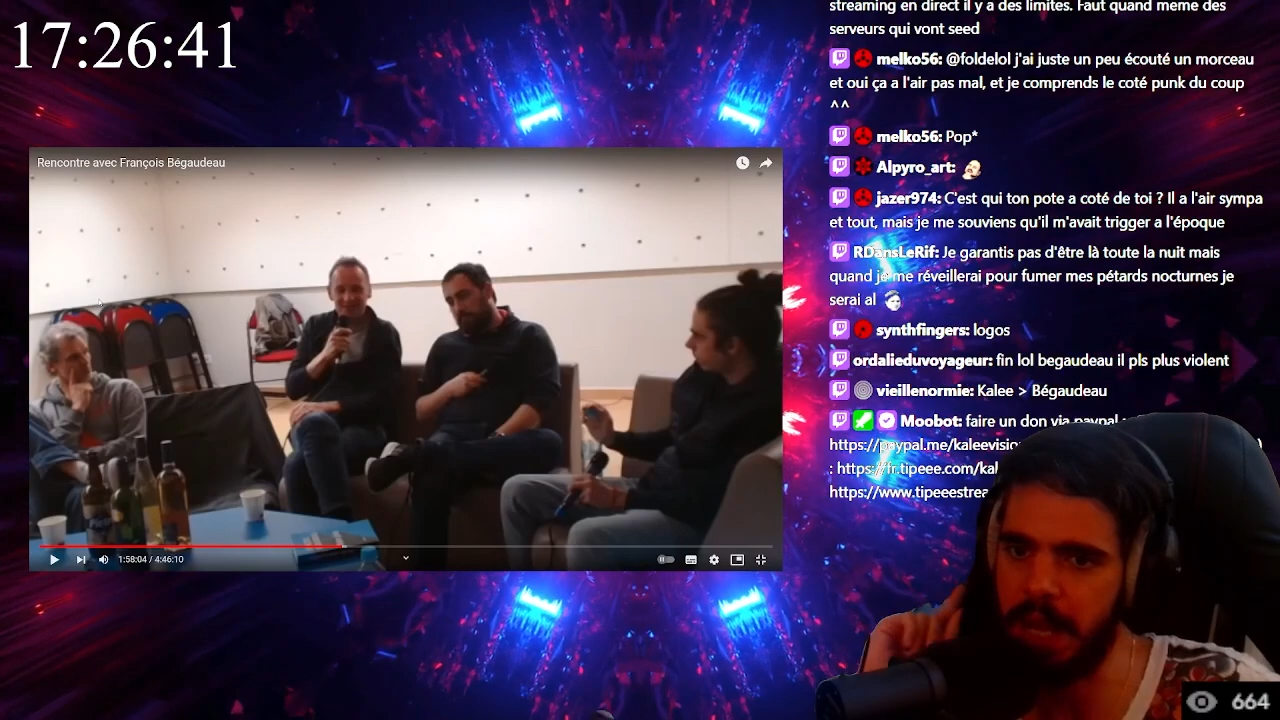 17:26:41
Rencontre avec François Bégaudeau
1:58:04 / 4:46:10
streaming en direct il y a des limites. Faut quand meme des
serveurs qui vont seed
melko56: @foldelol j'ai juste un peu écouté un morceau
et oui ça a l'air pas mal, et je comprends le coté punk du coup
^^
melko56: Pop*
Alpyro_art:
jazer974: C'est qui ton pote a coté de toi ? Il a l'air sympa
et tout, mais je me souviens qu'il m'avait trigger a l'époque
RDansLeRif: Je garantis pas d'être là toute la nuit mais
quand je me réveillerai pour fumer mes pétards nocturnes je
serai al
synthfingers: logos
ordalieduvoyageur: fin lol begaudeau il pls plus violent
vieillenormie: Kalee > Bégaudeau
Moobot: faire un don via paypal :
https://paypal.me/kaleevision
: https://fr.tipeee.com/kal
https://www.tipeeestrea
664